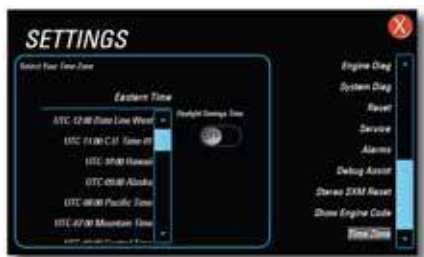 SETTINGS
Select Your Time Zone
Eastern Time
Daylight Savings Time
UTC-12:00 Date Line West
UTC-11:00 C.U. Time
UTC-10:00 Hawaii
UTC-09:00 Alaska
UTC-08:00 Pacific Time
UTC-07:00 Mountain Time
Engine Diag
System Diag
Reset
Service
Alarms
Debug Assist
Stereo SXM Reset
Show Engine Code
Time Zone